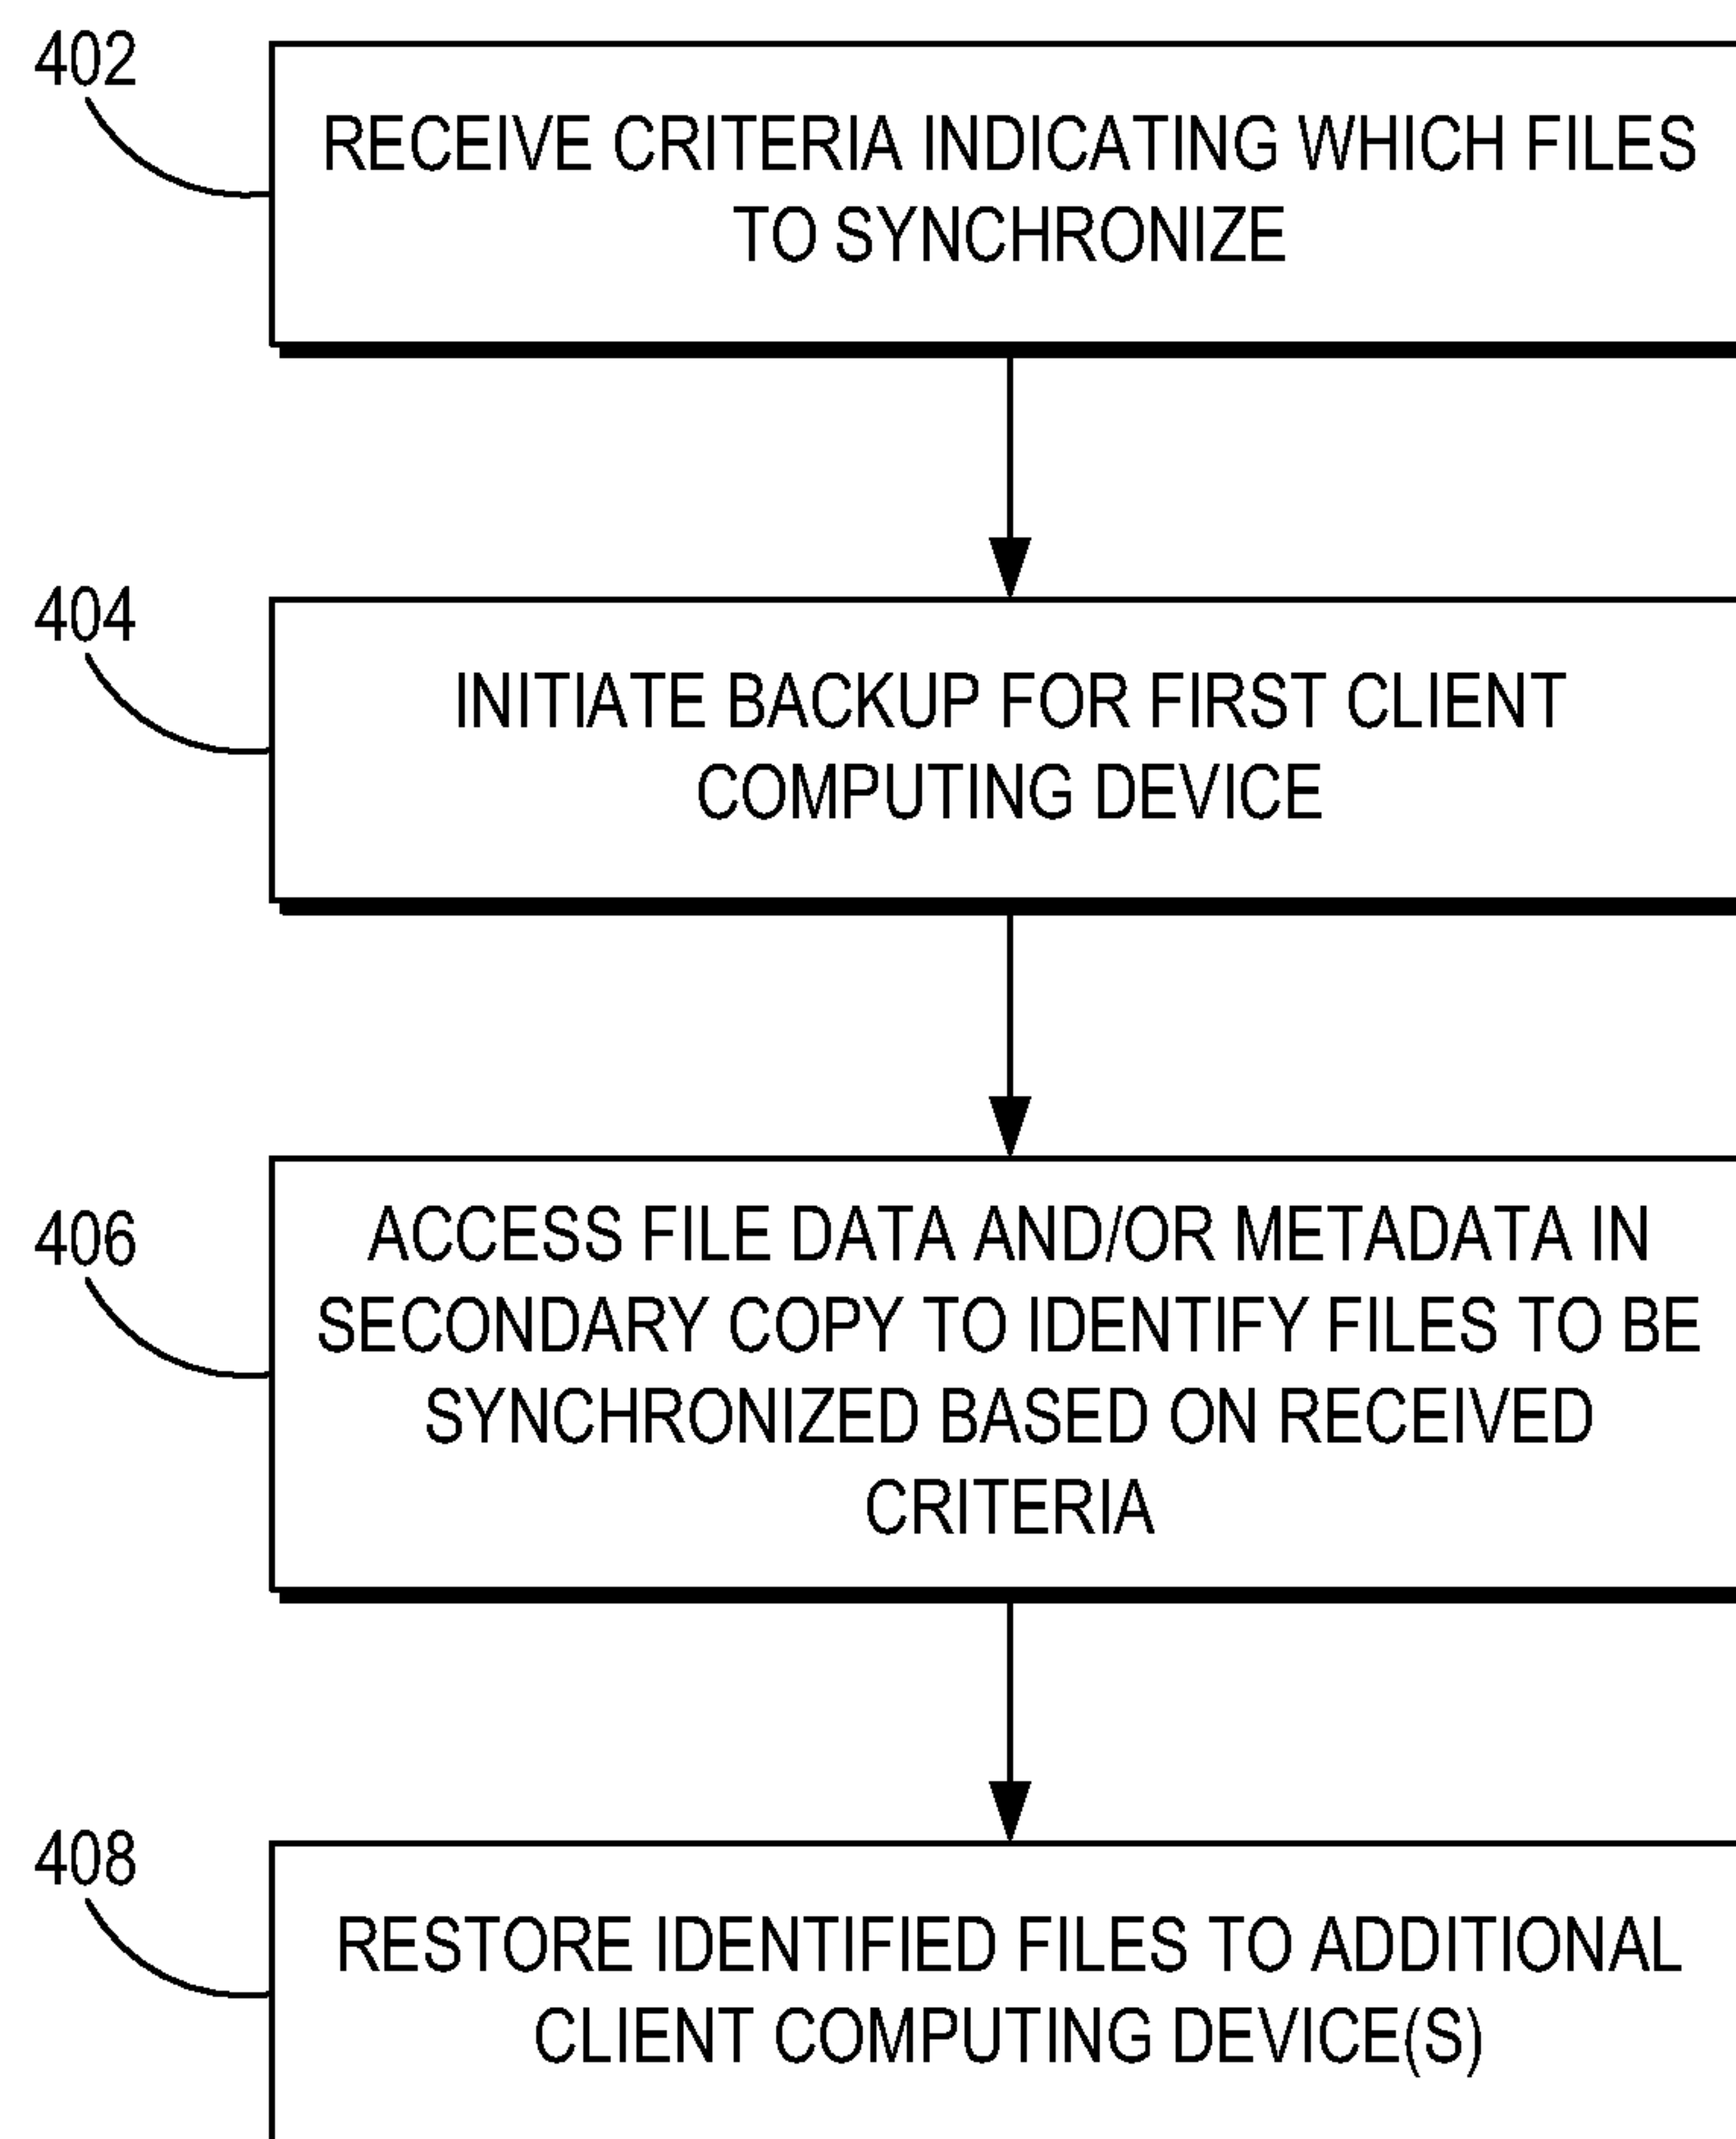 402
RECEIVE CRITERIA INDICATING WHICH FILES
TO SYNCHRONIZE
404
INITIATE BACKUP FOR FIRST CLIENT
COMPUTING DEVICE
406
ACCESS FILE DATA AND/OR METADATA IN
SECONDARY COPY TO IDENTIFY FILES TO BE
SYNCHRONIZED BASED ON RECEIVED
CRITERIA
408
RESTORE IDENTIFIED FILES TO ADDITIONAL
CLIENT COMPUTING DEVICE(S)